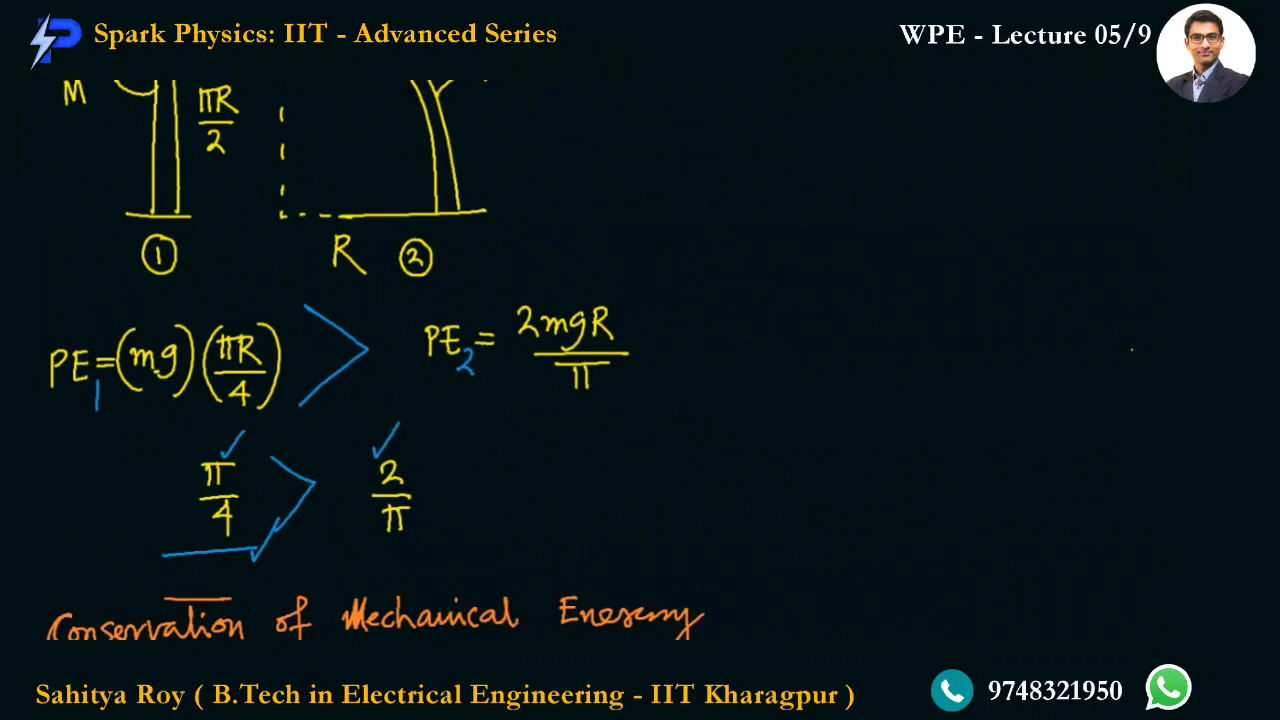 Spark Physics: IIT - Advanced Series
WPE - Lecture 05/9
M
πR/2
① R ②
PE₁=(mg)(πR/4) > PE₂ = 2mgR/π
π/4 > 2/π
Conservation of Mechanical Eneremy
Sahitya Roy ( B.Tech in Electrical Engineering - IIT Kharagpur )
9748321950